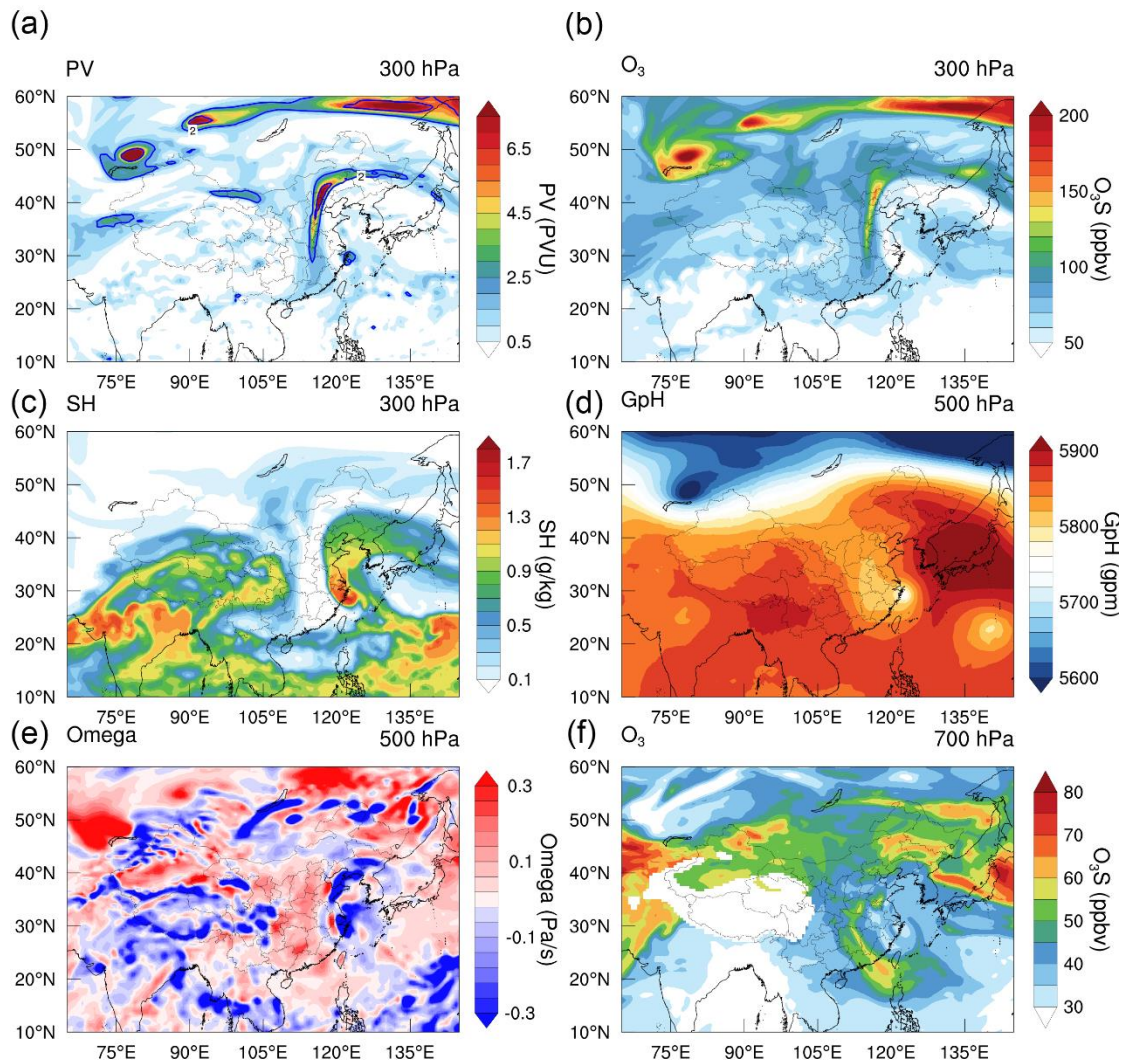 (a)
PV
300 hPa
60°N
50°N
40°N
30°N
20°N
10°N
75°E 90°E 105°E 120°E 135°E
2
2
6.5
4.5
2.5
0.5
PV (PVU)
(b)
O₃
300 hPa
60°N
50°N
40°N
30°N
20°N
10°N
75°E 90°E 105°E 120°E 135°E
200
150
100
50
O₃S (ppbv)
(c)
SH
300 hPa
60°N
50°N
40°N
30°N
20°N
10°N
75°E 90°E 105°E 120°E 135°E
1.7
1.3
0.9
0.5
0.1
SH (g/kg)
(d)
GpH
500 hPa
60°N
50°N
40°N
30°N
20°N
10°N
75°E 90°E 105°E 120°E 135°E
5900
5800
5700
5600
GpH (gpm)
(e)
Omega
500 hPa
60°N
50°N
40°N
30°N
20°N
10°N
75°E 90°E 105°E 120°E 135°E
0.3
0.1
-0.1
-0.3
Omega (Pa/s)
(f)
O₃
700 hPa
60°N
50°N
40°N
30°N
20°N
10°N
75°E 90°E 105°E 120°E 135°E
80
70
60
50
40
30
O₃S (ppbv)